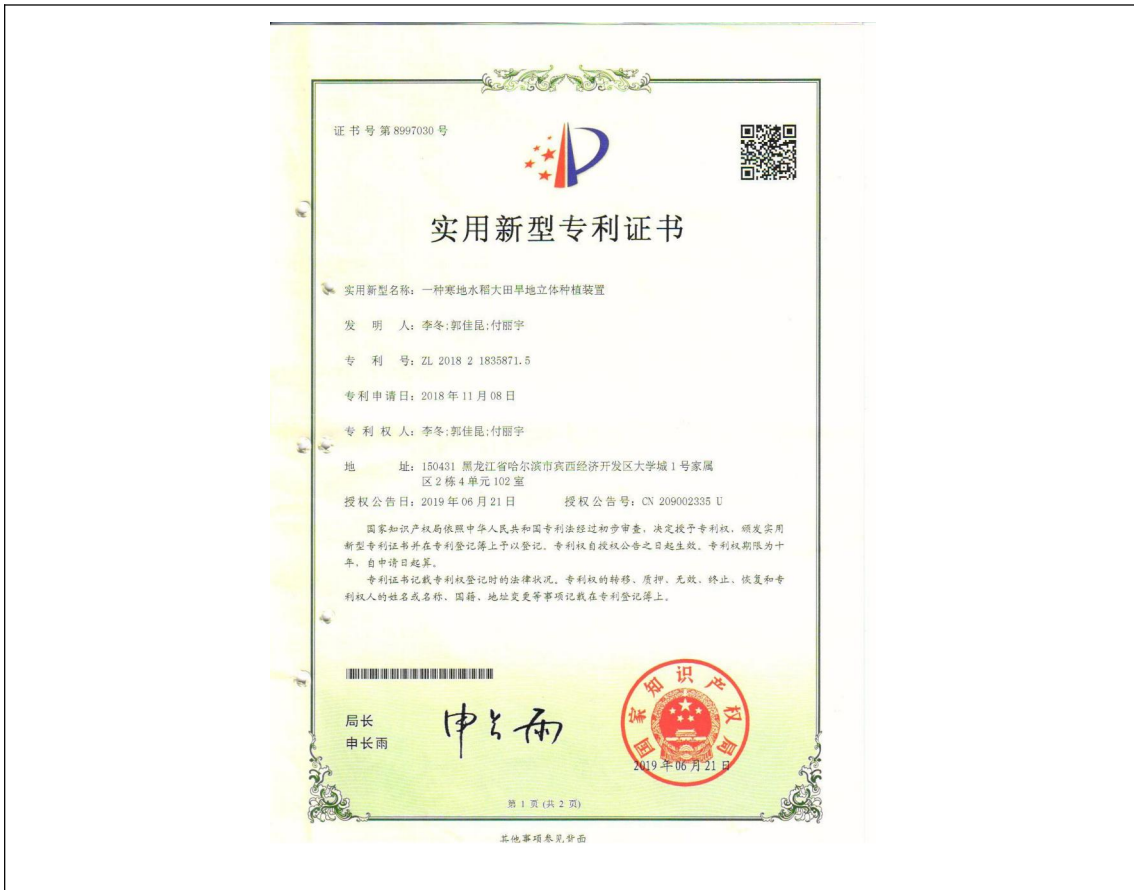 证书号第8997030号
实用新型专利证书
实用新型名称：一种寒地水稻大田旱地立体种植装置
发 明 人：李冬;郭佳昆;付丽宇
专 利 号：ZL 2018 2 1835871.5
专利申请日：2018年11月08日
专 利 权 人：李冬;郭佳昆;付丽宇
地 址：150431 黑龙江省哈尔滨市宾西经济开发区大学城1号家属
区2栋4单元102室
授权公告日：2019年06月21日 授权公告号：CN 209002335 U
国家知识产权局依照中华人民共和国专利法经过初步审查，决定授予专利权，颁发实用
新型专利证书并在专利登记簿上予以登记。专利权自授权公告之日起生效。专利权期限为十
年，自申请日起算。
专利证书记载专利权登记时的法律状况。专利权的转移、质押、无效、终止、恢复和专
利权人的姓名或名称、国籍、地址变更等事项记载在专利登记簿上。
局长
申长雨
申长雨
国家知识产权局
2019年06月21日
第 1 页 (共 2 页)
其他事项参见背面